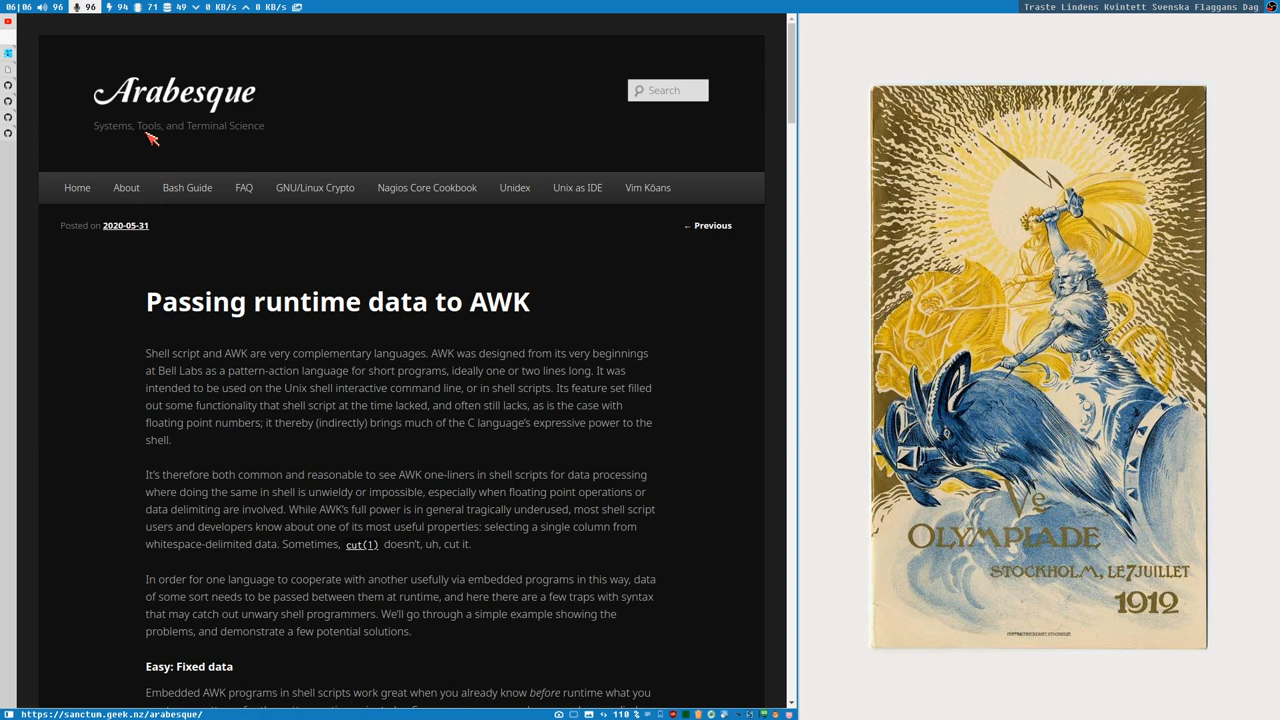 06|06 96 96 94 71 49 0 KB/s 0 KB/s
Traste Lindens Kvintett Svenska Flaggans Dag
Arabesque
Systems, Tools, and Terminal Science
Search
Home About Bash Guide FAQ GNU/Linux Crypto Nagios Core Cookbook Unidex Unix as IDE Vim Kōans
Posted on 2020-05-31
← Previous
Passing runtime data to AWK
Shell script and AWK are very complementary languages. AWK was designed from its very beginnings
at Bell Labs as a pattern-action language for short programs, ideally one or two lines long. It was
intended to be used on the Unix shell interactive command line, or in shell scripts. Its feature set filled
out some functionality that shell script at the time lacked, and often still lacks, as is the case with
floating point numbers; it thereby (indirectly) brings much of the C language’s expressive power to the
shell.
It’s therefore both common and reasonable to see AWK one-liners in shell scripts for data processing
where doing the same in shell is unwieldy or impossible, especially when floating point operations or
data delimiting are involved. While AWK’s full power is in general tragically underused, most shell script
users and developers know about one of its most useful properties: selecting a single column from
whitespace-delimited data. Sometimes, cut(1) doesn’t, uh, cut it.
In order for one language to cooperate with another usefully via embedded programs in this way, data
of some sort needs to be passed between them at runtime, and here there are a few traps with syntax
that may catch out unwary shell programmers. We’ll go through a simple example showing the
problems, and demonstrate a few potential solutions.
Easy: Fixed data
Embedded AWK programs in shell scripts work great when you already know before runtime what you
https://sanctum.geek.nz/arabesque/
110 %
Ve
OLYMPIADE
STOCKHOLM, LE 7 JUILLET
1912